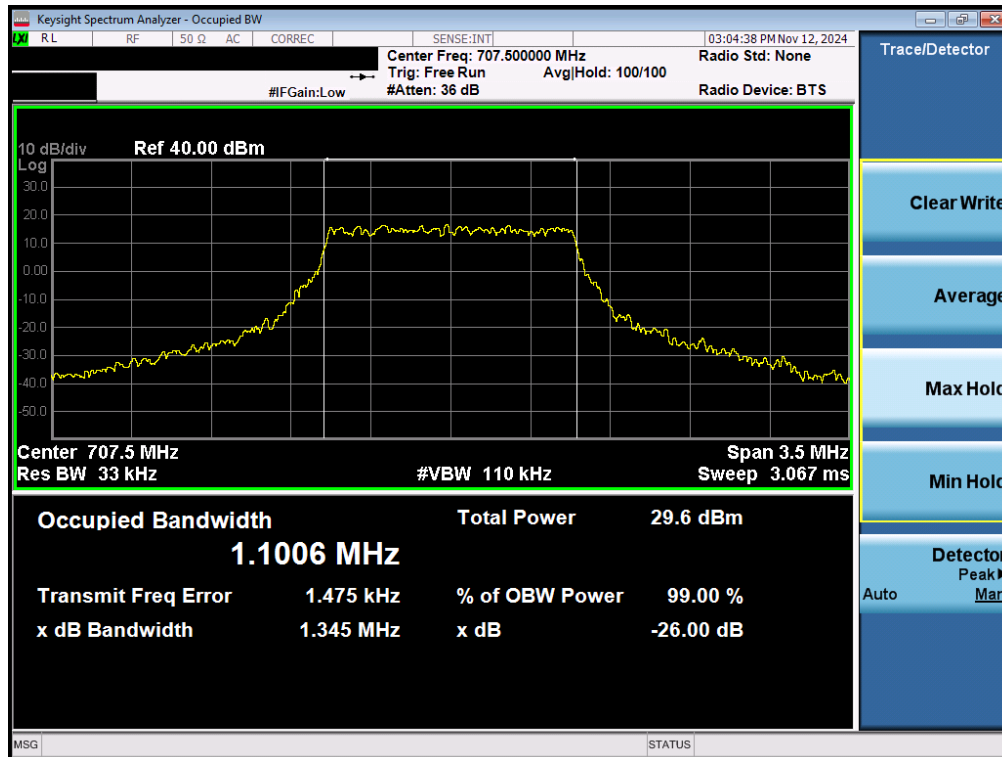 Keysight Spectrum Analyzer - Occupied BW
LXI RL RF 50 Ω AC CORREC SENSE:INT 03:04:38 PM Nov 12, 2024
Center Freq: 707.500000 MHz Radio Std: None
Trig: Free Run Avg|Hold: 100/100
#IFGain:Low #Atten: 36 dB Radio Device: BTS
10 dB/div Ref 40.00 dBm
Log
30.0
20.0
10.0
0.00
-10.0
-20.0
-30.0
-40.0
-50.0
Center 707.5 MHz Span 3.5 MHz
Res BW 33 kHz #VBW 110 kHz Sweep 3.067 ms
Occupied Bandwidth Total Power 29.6 dBm
1.1006 MHz
Transmit Freq Error 1.475 kHz % of OBW Power 99.00 %
x dB Bandwidth 1.345 MHz x dB -26.00 dB
MSG STATUS
Trace/Detector
Clear Write
Average
Max Hold
Min Hold
Detector
Peak
Auto Man